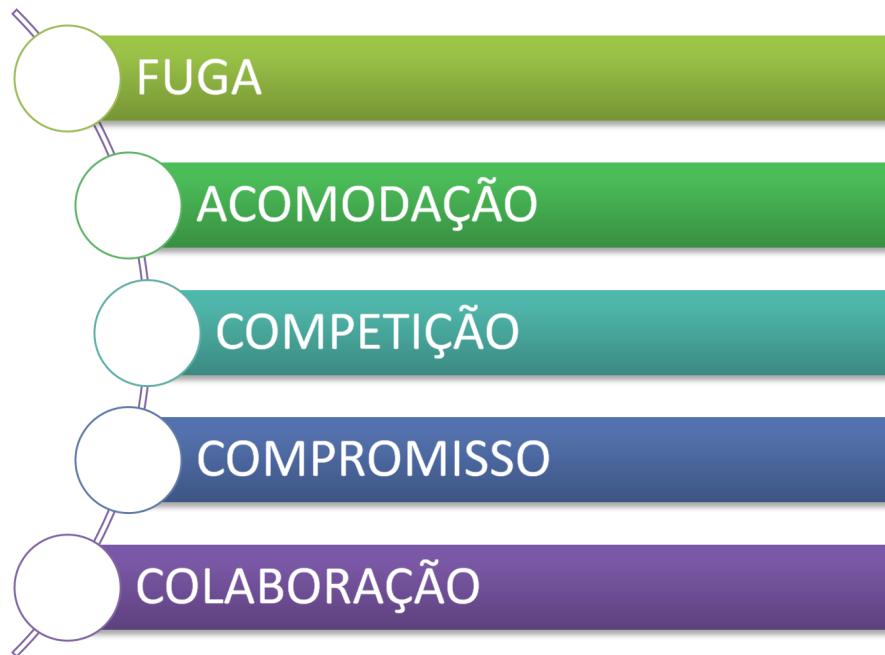 FUGA
ACOMODAÇÃO
COMPETIÇÃO
COMPROMISSO
COLABORAÇÃO